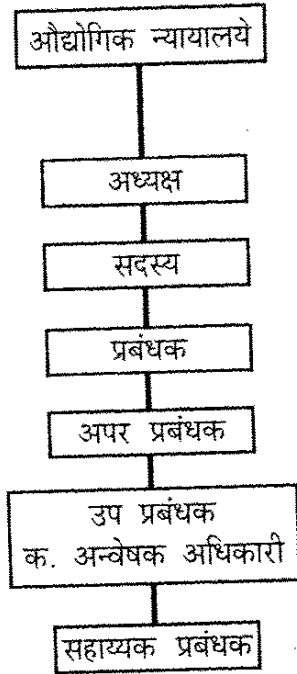 औद्योगिक न्यायालये
अध्यक्ष
सदस्य
प्रबंधक
अपर प्रबंधक
उप प्रबंधक
क. अन्वेषक अधिकारी
सहाय्यक प्रबंधक